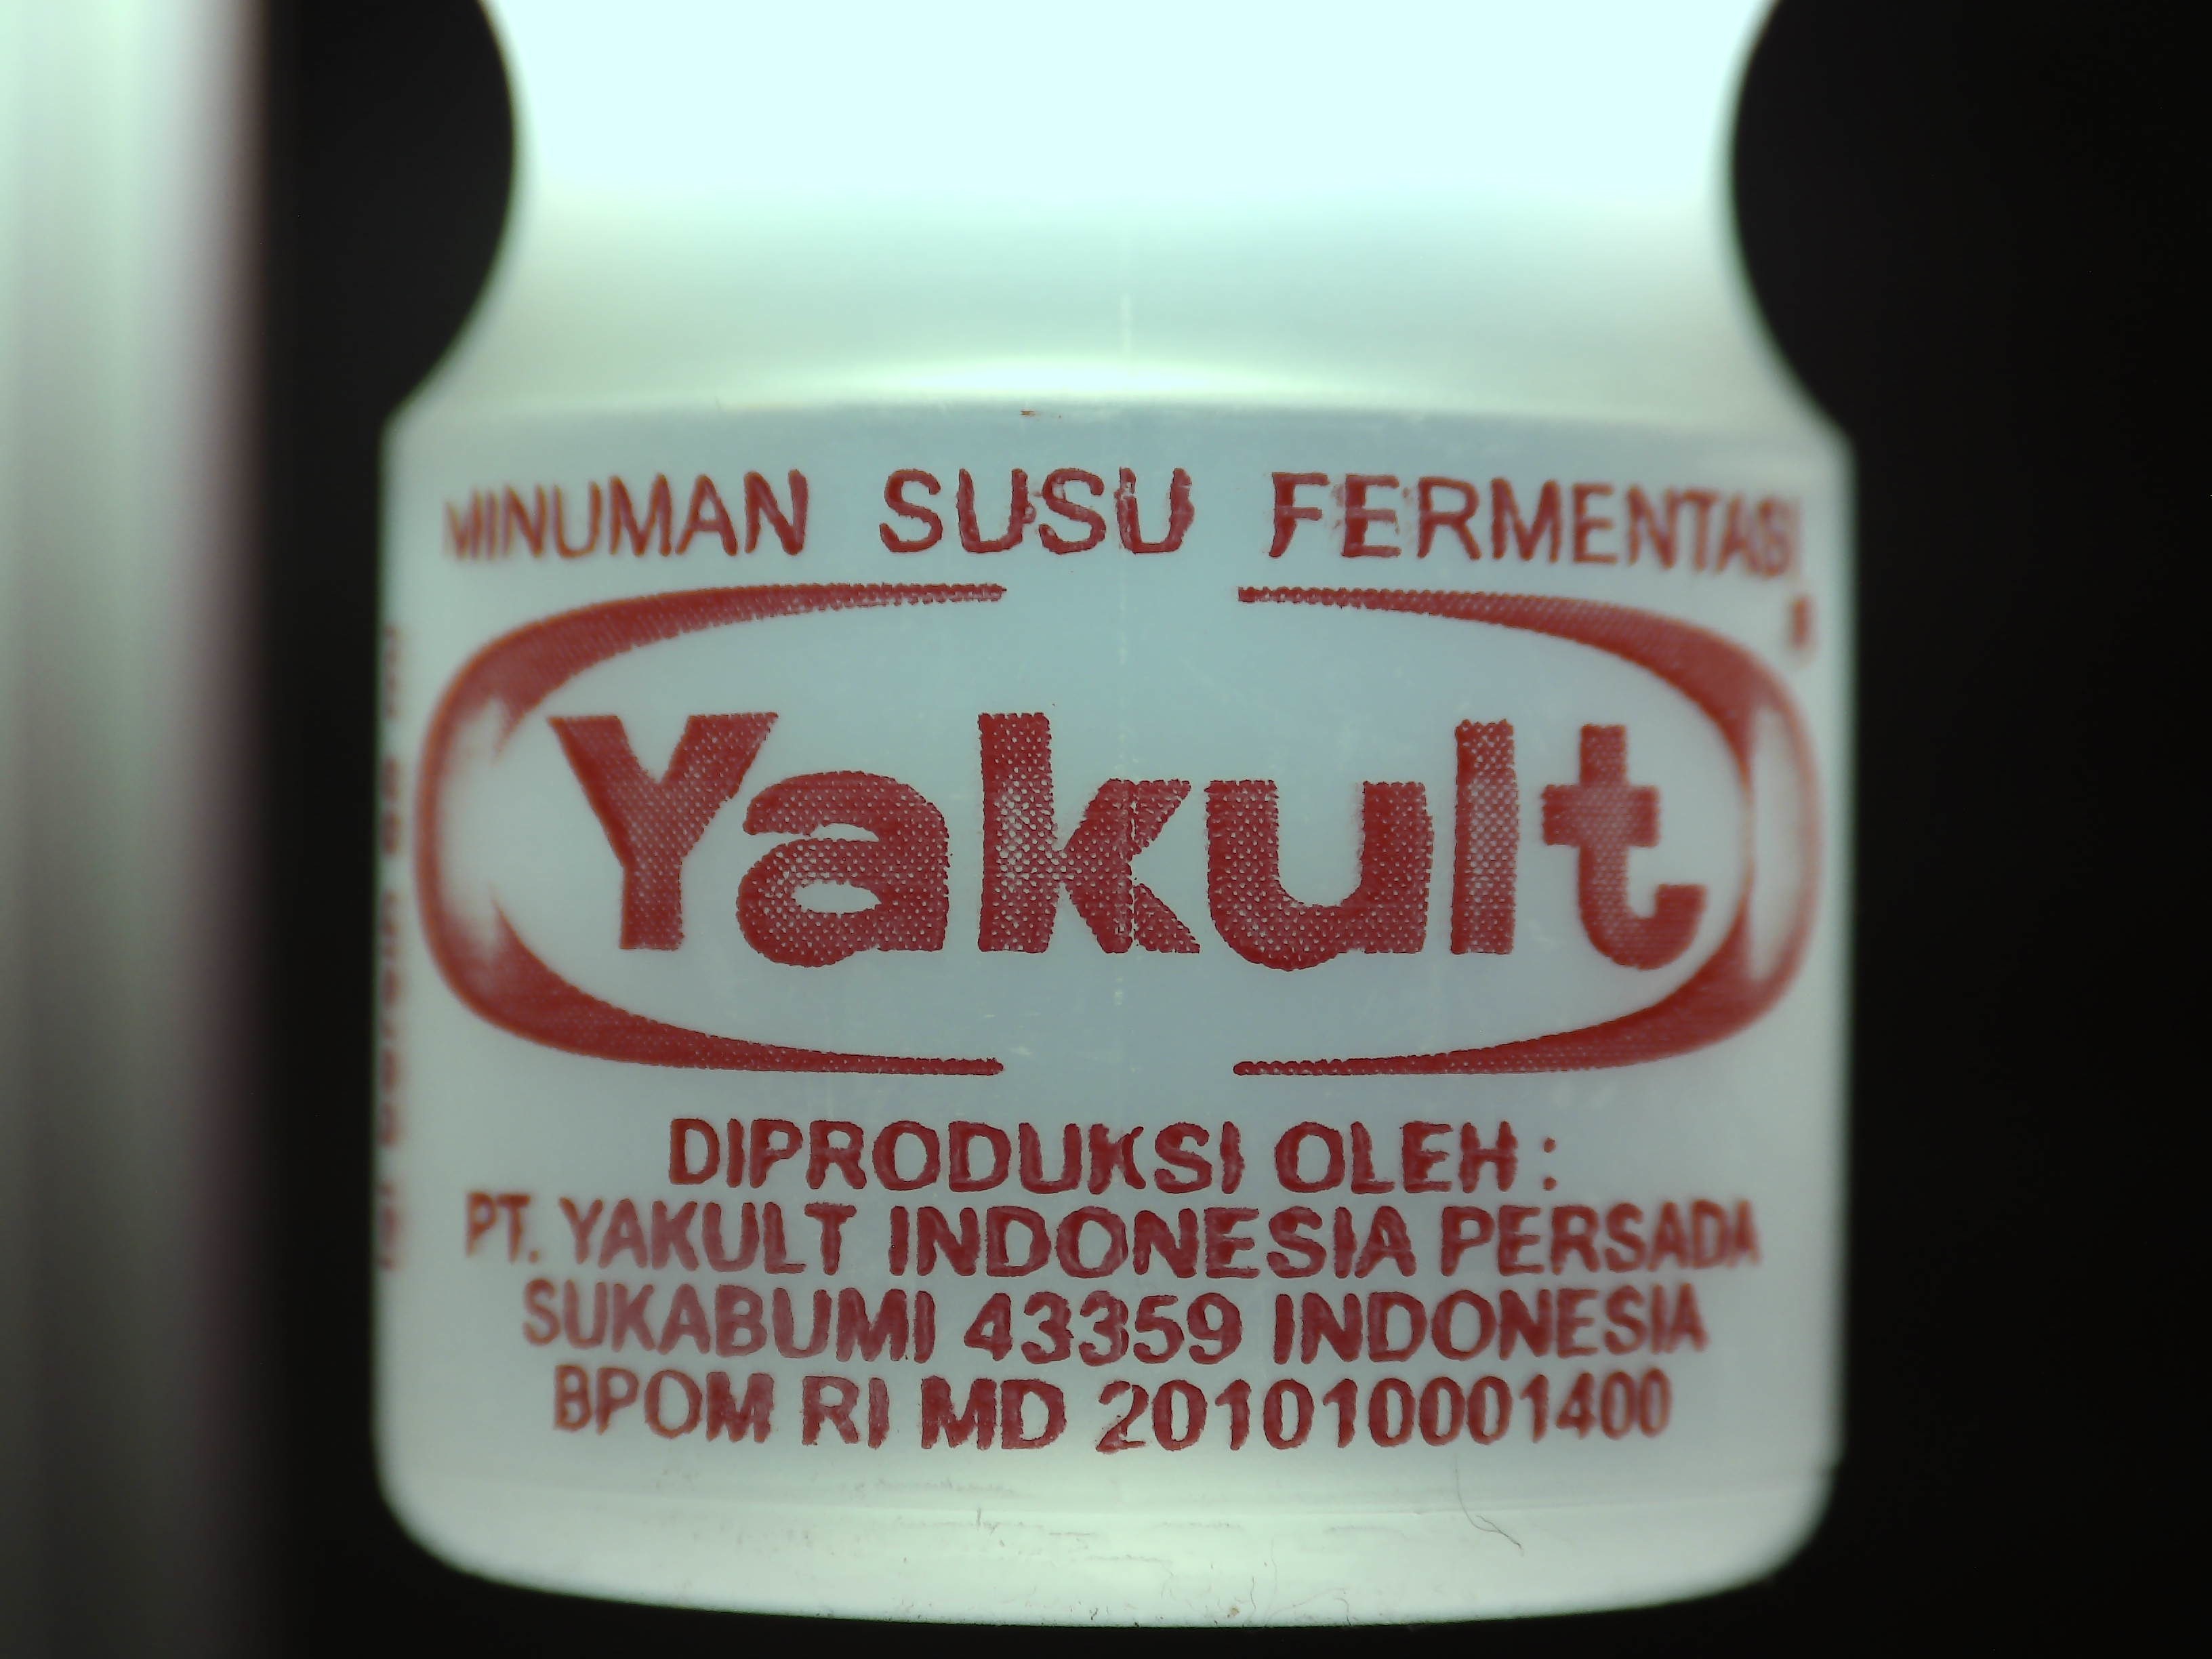 MINUMAN SUSU FERMENTASI
Yakult
DIPRODUKSI OLEH :
PT. YAKULT INDONESIA PERSADA
SUKABUMI 43359 INDONESIA
BPOM RI MD 201010001400